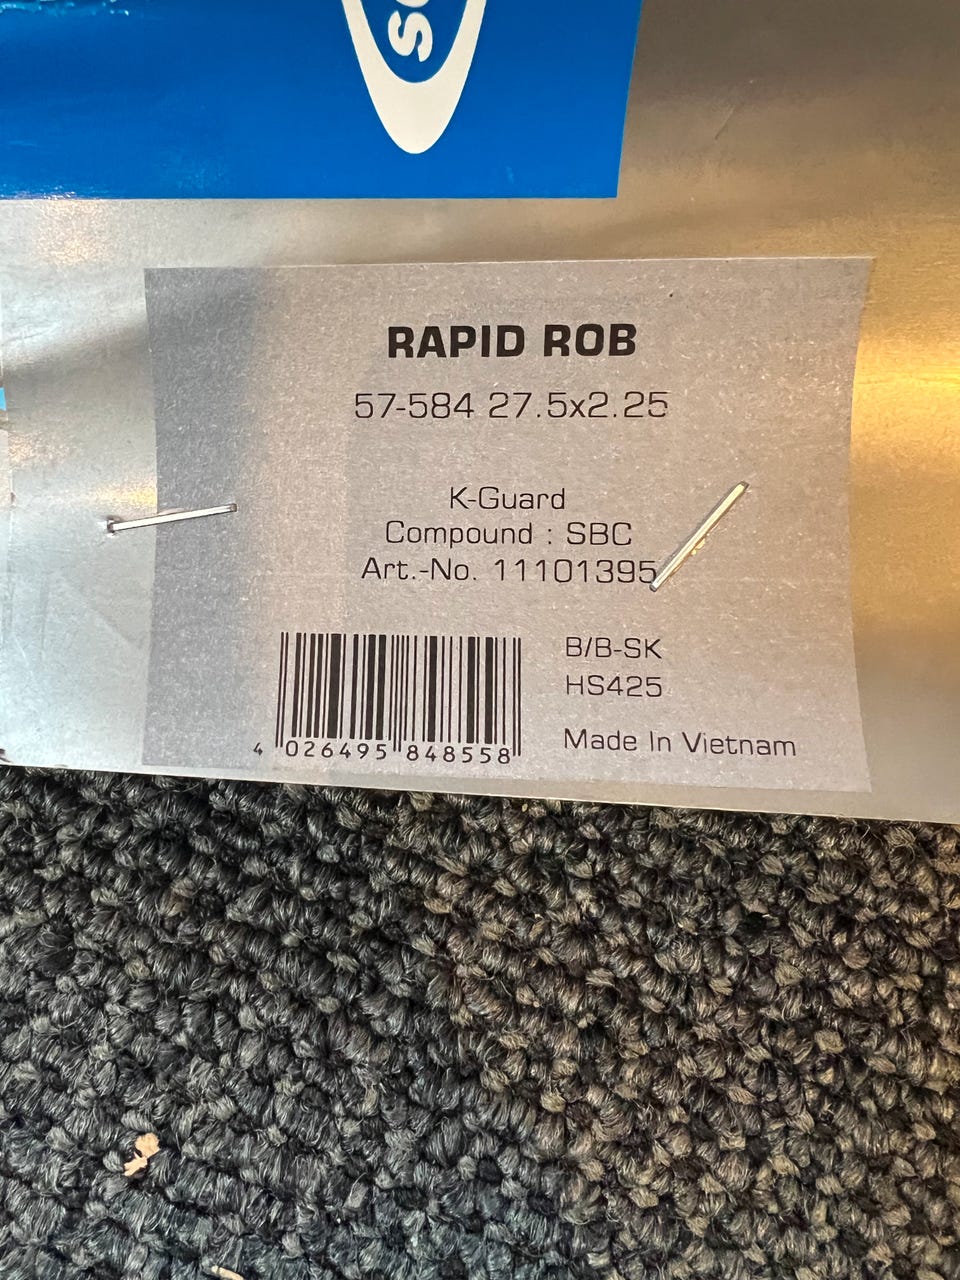 RAPID ROB
57-584 27.5x2.25
K-Guard
Compound : SBC
Art.-No. 11101395
B/B-SK
HS425
Made In Vietnam
4 026495 848558